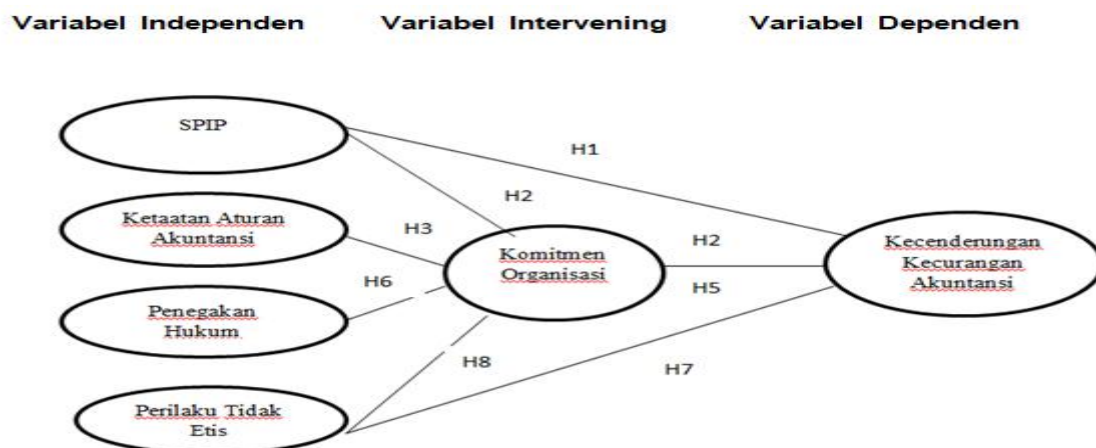 Variabel Independen Variabel Intervening Variabel Dependen
SPIP
H1
H2
Ketaatan Aturan
Akuntansi
H3
Komitmen
Organisasi
H2
Kecenderungan
Kecurangan
Akuntansi
H6
H5
Penegakan
Hukum
H8
H7
Perilaku Tidak
Etis